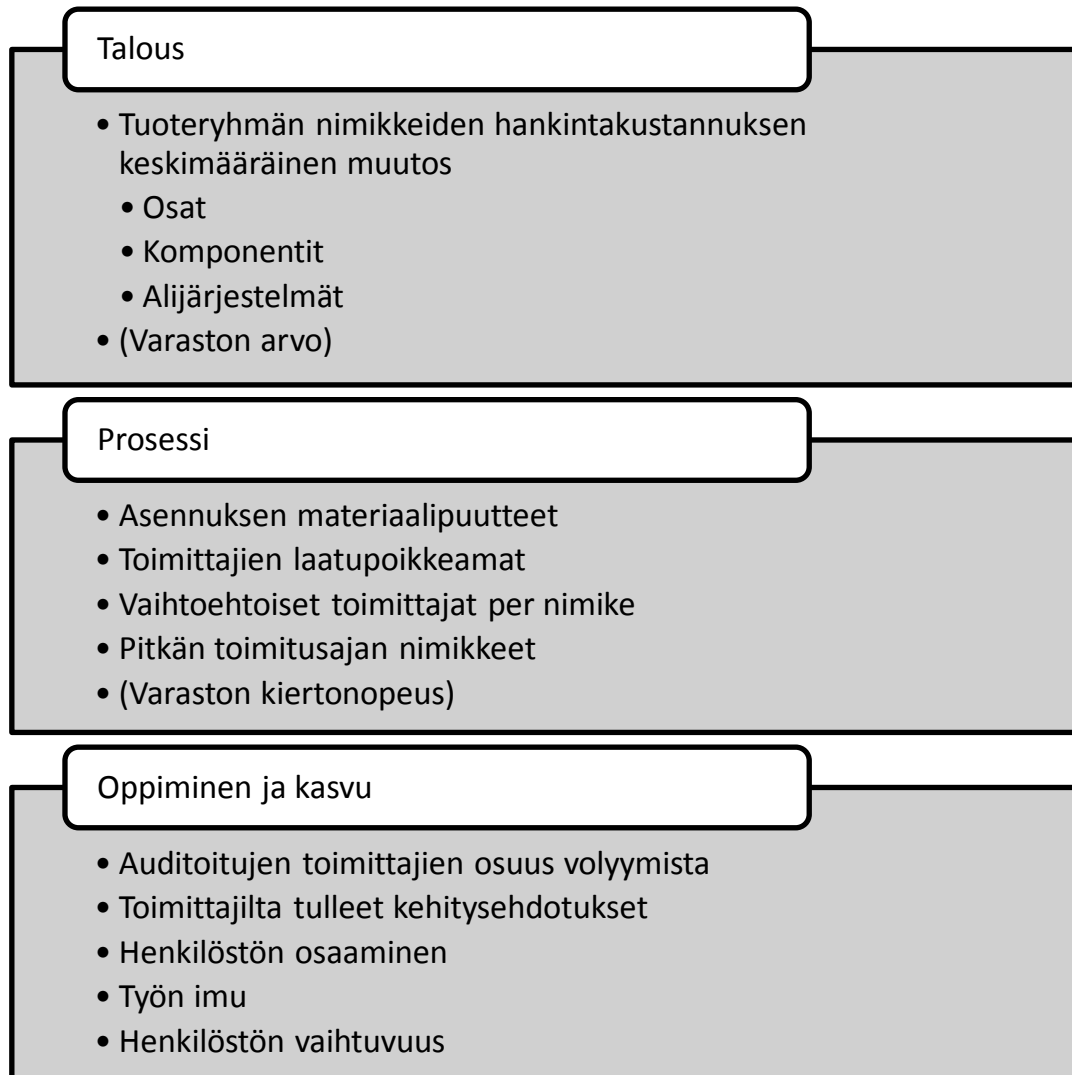 Talous
• Tuoteryhmän nimikkeiden hankintakustannuksen
keskimääräinen muutos
• Osat
• Komponentit
• Alijärjestelmät
• (Varaston arvo)
Prosessi
• Asennuksen materiaalipuutteet
• Toimittajien laatupoikkeamat
• Vaihtoehtoiset toimittajat per nimike
• Pitkän toimitusajan nimikkeet
• (Varaston kiertonopeus)
Oppiminen ja kasvu
• Auditoitujen toimittajien osuus volyymista
• Toimittajilta tulleet kehitysehdotukset
• Henkilöstön osaaminen
• Työn imu
• Henkilöstön vaihtuvuus